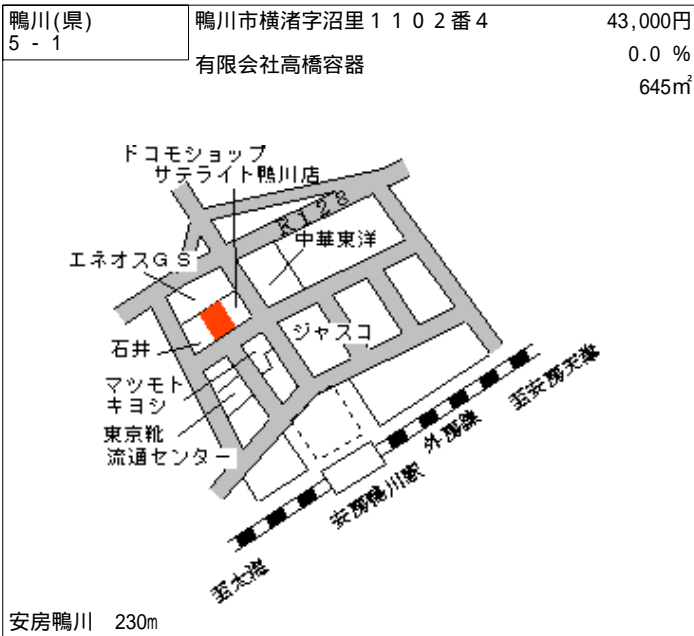 鴨川(県)
5 - 1
鴨川市横渚字沼里１１０２番４
43,000円
有限会社高橋容器
0.0 %
645㎡
ドコモショップ
サテライト鴨川店
R128
中華東洋
エネオスＧＳ
ジャスコ
石井
マツモト
キヨシ
東京靴
流通センター
外房線
至安房天津
安房鴨川駅
至太海
安房鴨川　230m